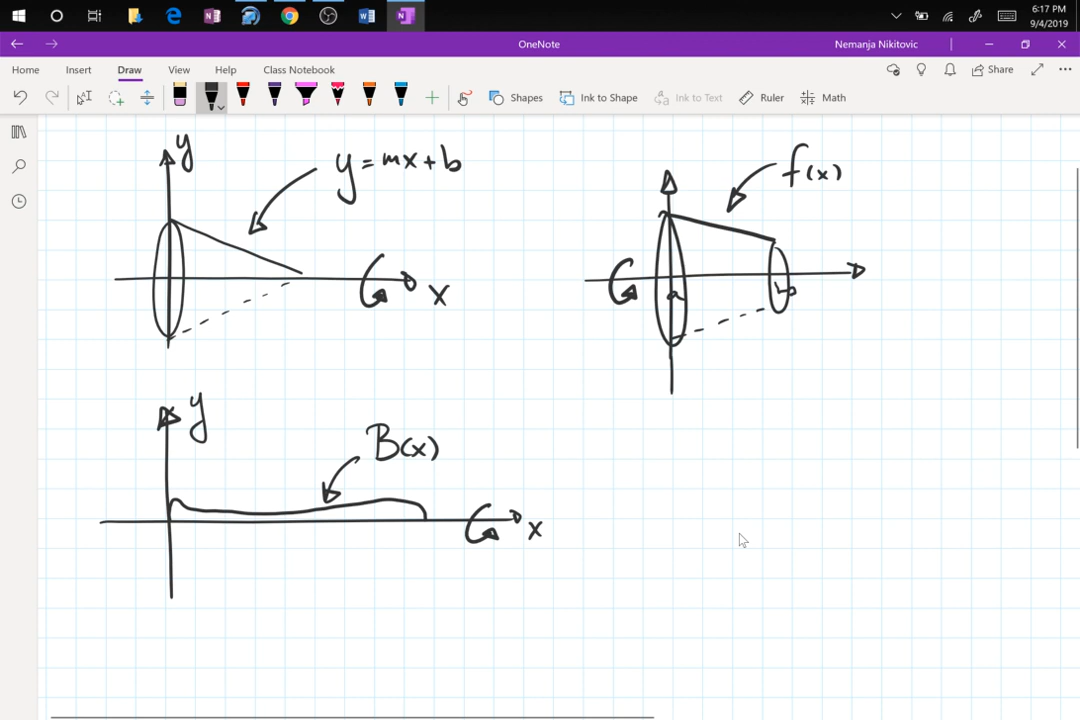 6:17 PM
9/4/2019
OneNote
Nemanja Nikitovic
Home Insert Draw View Help Class Notebook
Share
Shapes Ink to Shape Ink to Text Ruler Math
y
y = mx + b
x
f(x)
a
b
y
B(x)
x